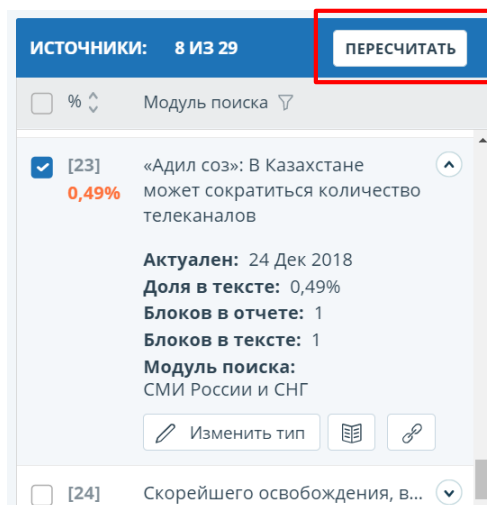 ИСТОЧНИКИ: 8 ИЗ 29 ПЕРЕСЧИТАТЬ
% Модуль поиска
[23] «Адил соз»: В Казахстане
0,49% может сократиться количество
телеканалов
Актуален: 24 Дек 2018
Доля в тексте: 0,49%
Блоков в отчете: 1
Блоков в тексте: 1
Модуль поиска:
СМИ России и СНГ
Изменить тип
[24] Скорейшего освобождения, в...